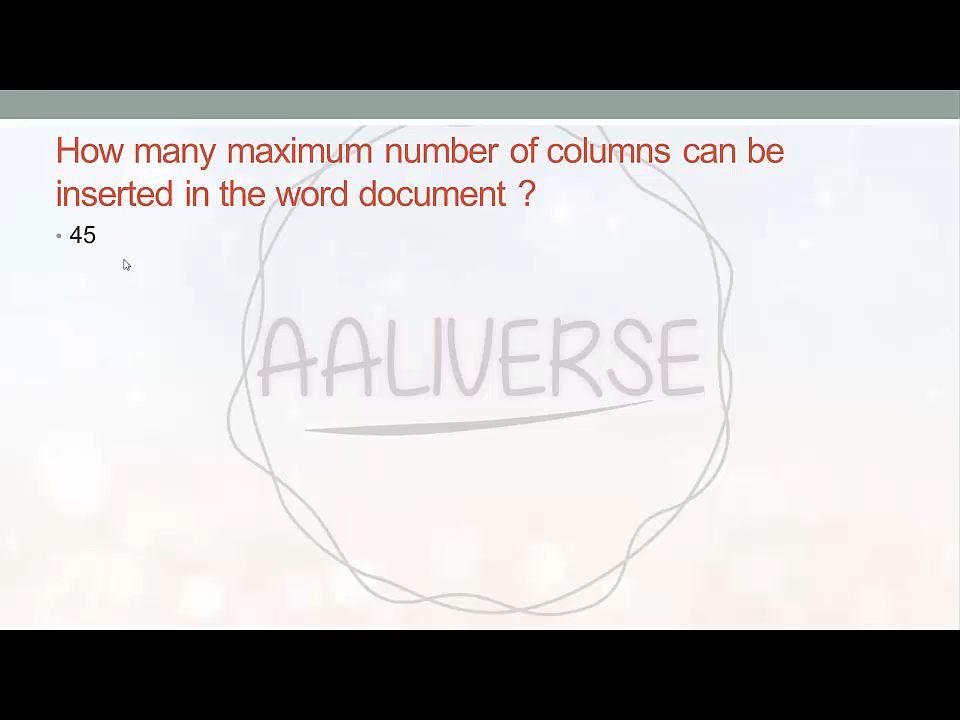 How many maximum number of columns can be
inserted in the word document ?
• 45
AALIVERSE